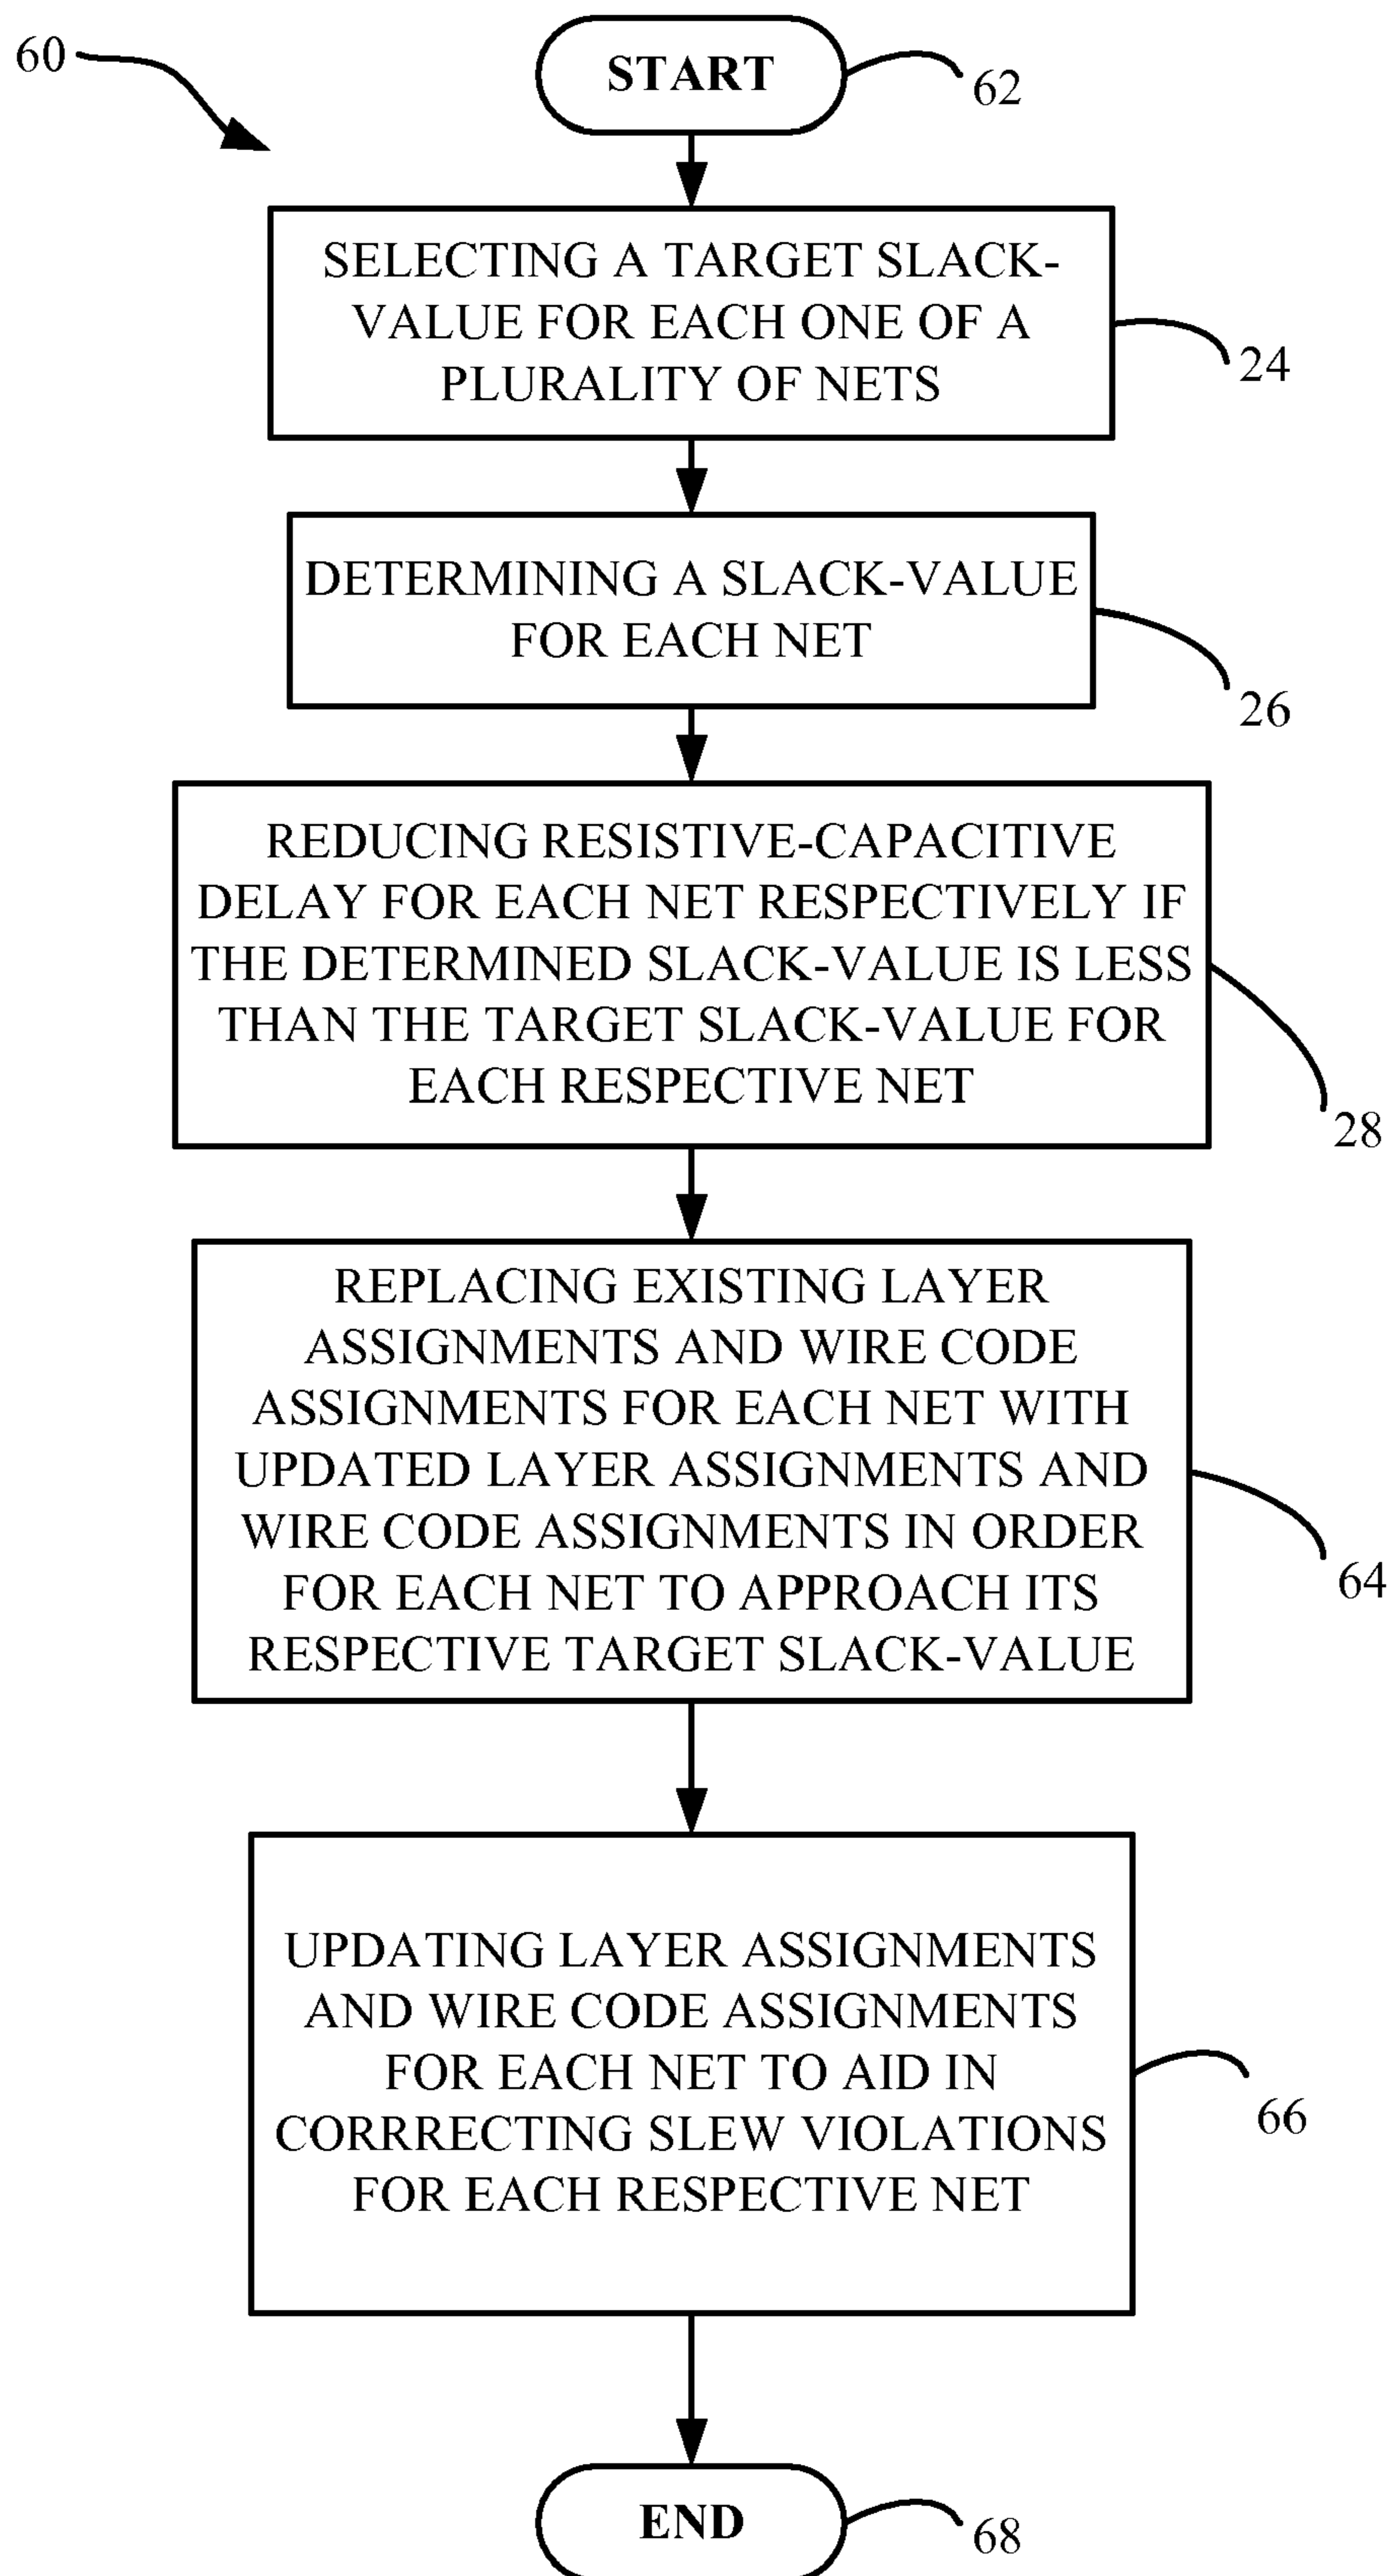 60
START
62
SELECTING A TARGET SLACK-
VALUE FOR EACH ONE OF A
PLURALITY OF NETS
24
DETERMINING A SLACK-VALUE
FOR EACH NET
26
REDUCING RESISTIVE-CAPACITIVE
DELAY FOR EACH NET RESPECTIVELY IF
THE DETERMINED SLACK-VALUE IS LESS
THAN THE TARGET SLACK-VALUE FOR
EACH RESPECTIVE NET
28
REPLACING EXISTING LAYER
ASSIGNMENTS AND WIRE CODE
ASSIGNMENTS FOR EACH NET WITH
UPDATED LAYER ASSIGNMENTS AND
WIRE CODE ASSIGNMENTS IN ORDER
FOR EACH NET TO APPROACH ITS
RESPECTIVE TARGET SLACK-VALUE
64
UPDATING LAYER ASSIGNMENTS
AND WIRE CODE ASSIGNMENTS
FOR EACH NET TO AID IN
CORRRECTING SLEW VIOLATIONS
FOR EACH RESPECTIVE NET
66
END
68